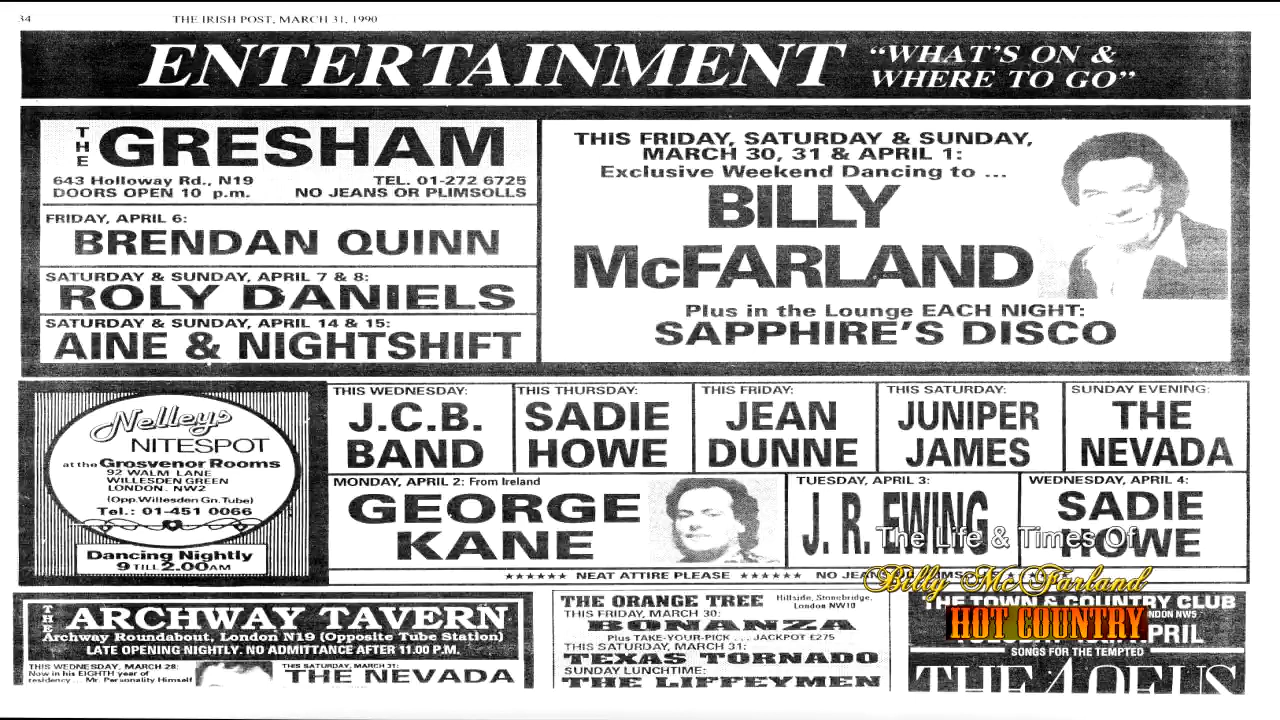 34
THE IRISH POST, MARCH 31, 1990
ENTERTAINMENT
"WHAT'S ON &
WHERE TO GO"
THE GRESHAM
643 Holloway Rd., N19 TEL. 01-272 6725
DOORS OPEN 10 p.m. NO JEANS OR PLIMSOLLS
FRIDAY, APRIL 6:
BRENDAN QUINN
SATURDAY & SUNDAY, APRIL 7 & 8:
ROLY DANIELS
SATURDAY & SUNDAY, APRIL 14 & 15:
AINE & NIGHTSHIFT
THIS FRIDAY, SATURDAY & SUNDAY,
MARCH 30, 31 & APRIL 1:
Exclusive Weekend Dancing to ...
BILLY
McFARLAND
Plus in the Lounge EACH NIGHT:
SAPPHIRE'S DISCO
Nelleys
NITESPOT
at the Grosvenor Rooms
92 WALM LANE
WILLESDEN GREEN
LONDON. NW2
(Opp. Willesden Gn. Tube)
Tel.: 01-451 0066
Dancing Nightly
9 TILL 2.00AM
THIS WEDNESDAY:
J.C.B.
BAND
THIS THURSDAY:
SADIE
HOWE
THIS FRIDAY:
JEAN
DUNNE
THIS SATURDAY:
JUNIPER
JAMES
SUNDAY EVENING:
THE
NEVADA
MONDAY, APRIL 2: From Ireland
GEORGE
KANE
TUESDAY, APRIL 3:
J. R. EWING
WEDNESDAY, APRIL 4:
SADIE
HOWE
★★★★★★ NEAT ATTIRE PLEASE ★★★★★★ NO
The Life & Times Of
Billy McFarland
HOT COUNTRY
THE ARCHWAY TAVERN
Archway Roundabout, London N19 (Opposite Tube Station)
LATE OPENING NIGHTLY. NO ADMITTANCE AFTER 11.00 P.M.
THIS WEDNESDAY, MARCH 28:
Now in his EIGHTH year of
residency ... Mr. Personality Himself
THIS SATURDAY, MARCH 31:
THE NEVADA
THE ORANGE TREE
Hillside, Stonebridge,
London NW10
THIS FRIDAY, MARCH 30:
BONANZA
Plus TAKE-YOUR-PICK ... JACKPOT £275
THIS SATURDAY, MARCH 31:
TEXAS TORNADO
SUNDAY LUNCHTIME:
THE LIFFEYMEN
THE TOWN & COUNTRY CLUB
NW5
SONGS FOR THE TEMPTED